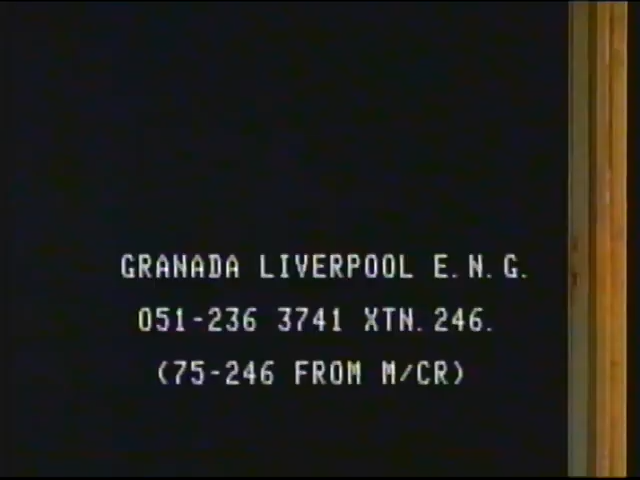 GRANADA LIVERPOOL E.N.G.
051-236 3741 XTN.246.
(75-246 FROM M/CR)